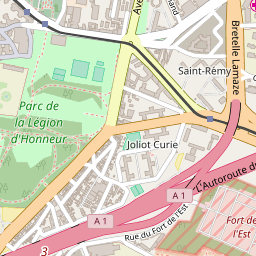 Ave
Bretelle Lamaze
Saint-Rémy
Parc de
la Légion
d'Honneur
Joliot Curie
A 1
L'Autoroute du
A 1
Rue du Fort de l'Est
Fort de
l'Est
3